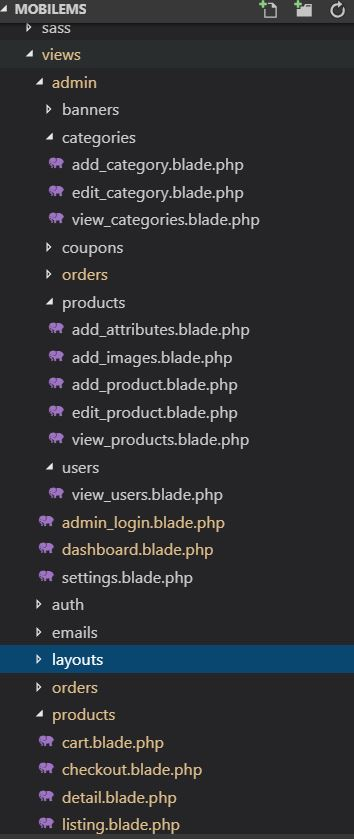 MOBILEMS
sass
views
admin
banners
categories
add_category.blade.php
edit_category.blade.php
view_categories.blade.php
coupons
orders
products
add_attributes.blade.php
add_images.blade.php
add_product.blade.php
edit_product.blade.php
view_products.blade.php
users
view_users.blade.php
admin_login.blade.php
dashboard.blade.php
settings.blade.php
auth
emails
layouts
orders
products
cart.blade.php
checkout.blade.php
detail.blade.php
listing.blade.php